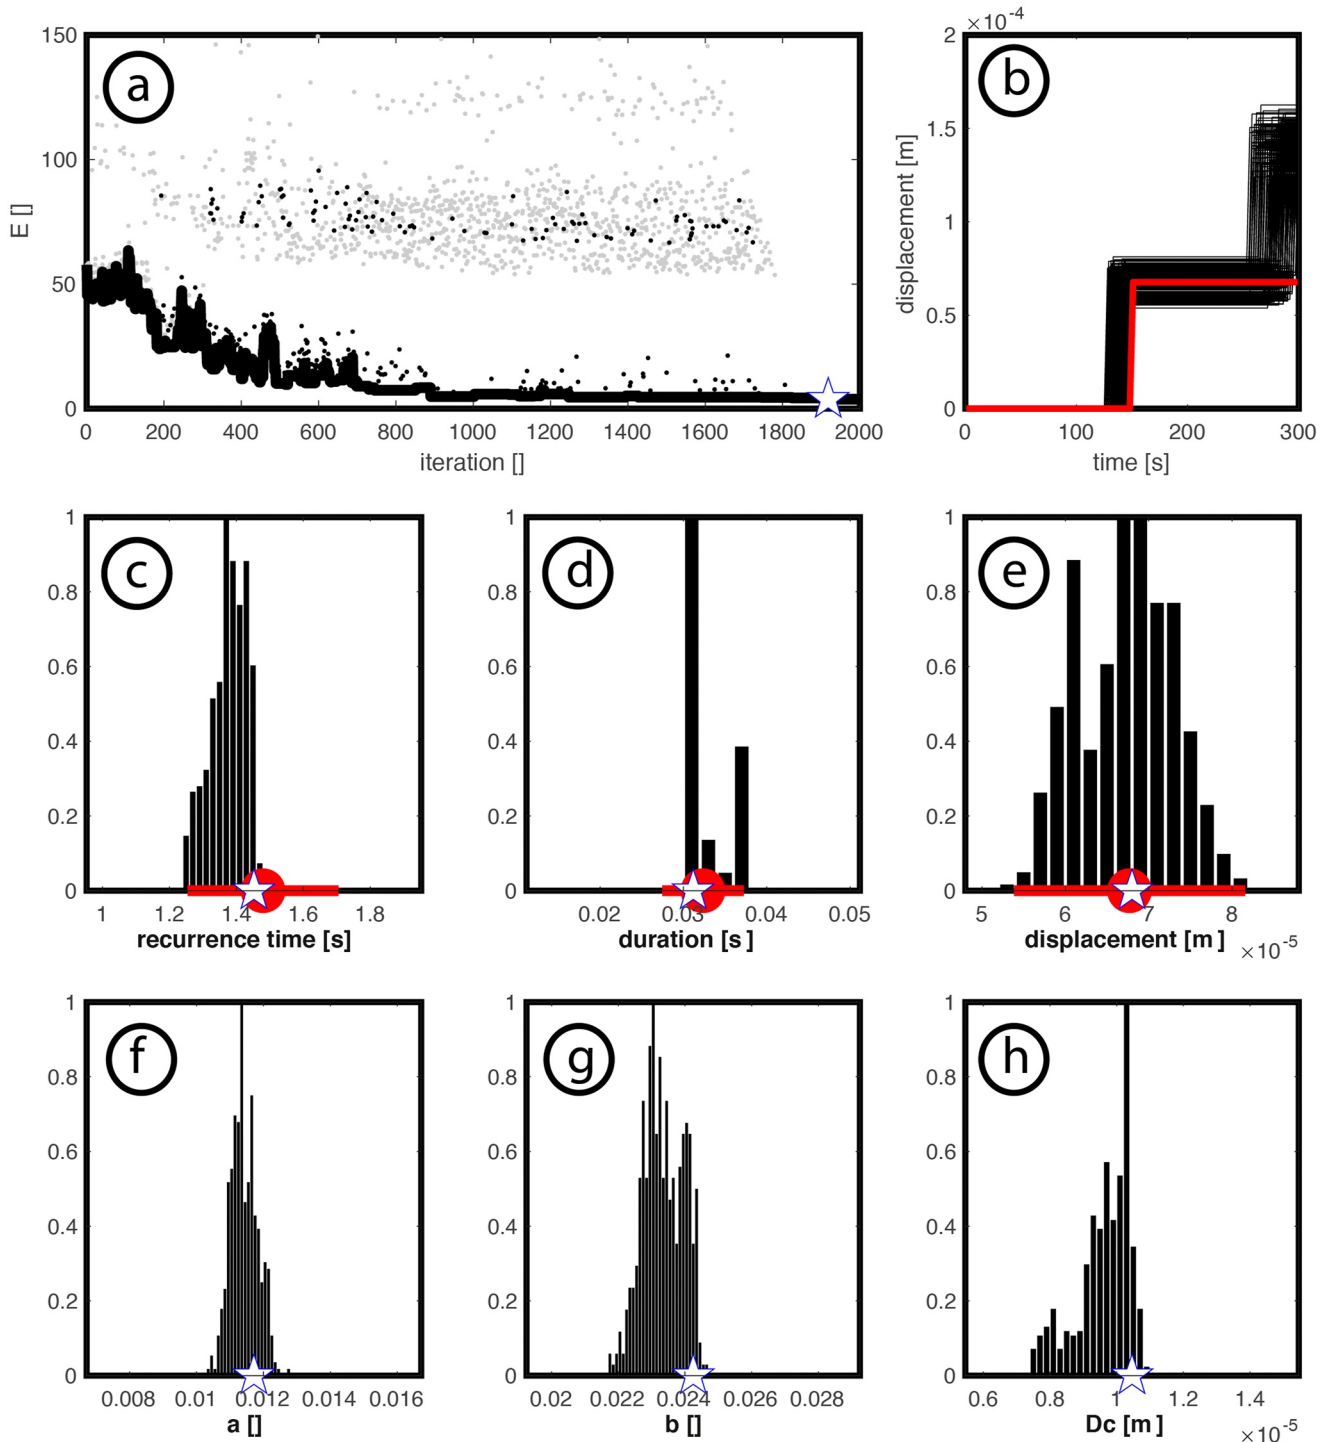 150
100
50
0
E []
a
0 200 400 600 800 1000 1200 1400 1600 1800 2000
iteration []
×10⁻⁴
2
1.5
1
0.5
0
displacement [m]
b
0 100 200 300
time [s]
1
0.8
0.6
0.4
0.2
0
c
1 1.2 1.4 1.6 1.8
recurrence time [s]
1
0.8
0.6
0.4
0.2
0
d
0.02 0.03 0.04 0.05
duration [s]
1
0.8
0.6
0.4
0.2
0
e
5 6 7 8
displacement [m]
×10⁻⁵
1
0.8
0.6
0.4
0.2
0
f
0.008 0.01 0.012 0.014 0.016
a []
1
0.8
0.6
0.4
0.2
0
g
0.02 0.022 0.024 0.026 0.028
b []
1
0.8
0.6
0.4
0.2
0
h
0.6 0.8 1 1.2 1.4
Dc [m]
×10⁻⁵